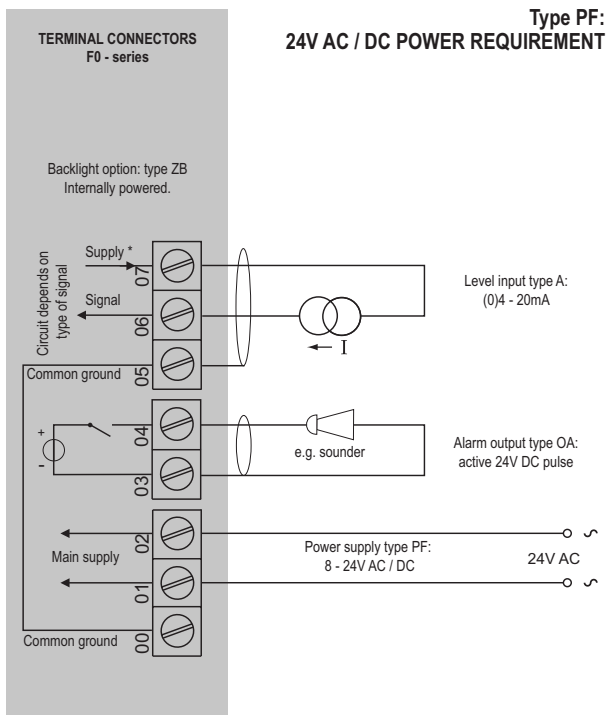 Type PF:
24V AC / DC POWER REQUIREMENT
TERMINAL CONNECTORS
F0 - series
Backlight option: type ZB
Internally powered.
Circuit depends on
type of signal
Supply *
07
Signal
06
Common ground
05
I
Level input type A:
(0)4 - 20mA
+
-
04
03
e.g. sounder
Alarm output type OA:
active 24V DC pulse
02
Main supply
01
Power supply type PF:
8 - 24V AC / DC
24V AC
Common ground
00